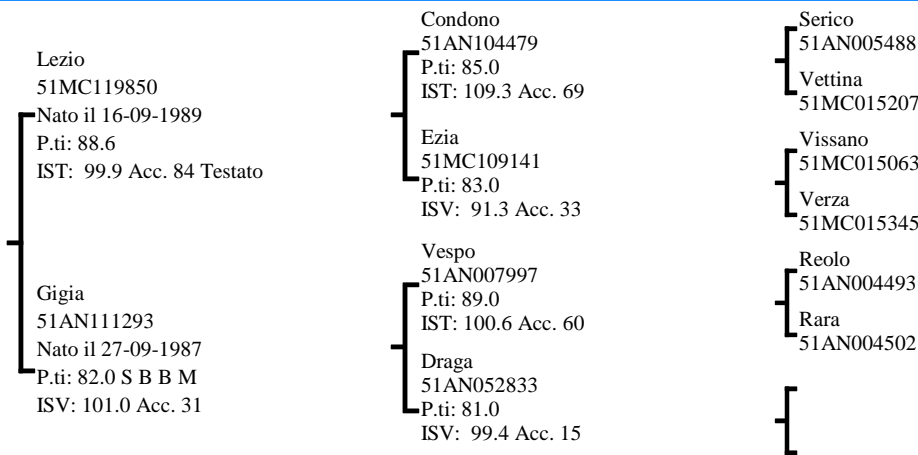 Lezio
51MC119850
Nato il 16-09-1989
P.ti: 88.6
IST: 99.9 Acc. 84 Testato
Gigia
51AN111293
Nato il 27-09-1987
P.ti: 82.0 S B B M
ISV: 101.0 Acc. 31
Condono
51AN104479
P.ti: 85.0
IST: 109.3 Acc. 69
Ezia
51MC109141
P.ti: 83.0
ISV: 91.3 Acc. 33
Vespo
51AN007997
P.ti: 89.0
IST: 100.6 Acc. 60
Draga
51AN052833
P.ti: 81.0
ISV: 99.4 Acc. 15
Serico
51AN005488
Vettina
51MC015207
Vissano
51MC015063
Verza
51MC015345
Reolo
51AN004493
Rara
51AN004502